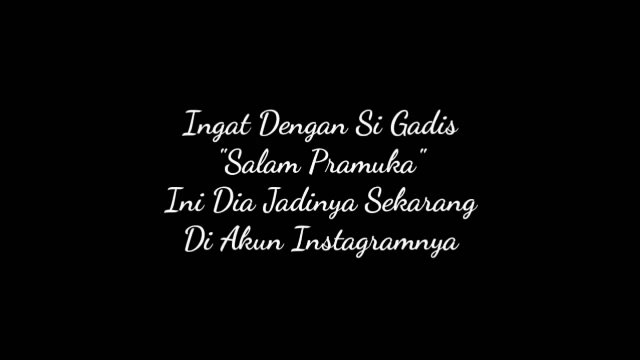 Ingat Dengan Si Gadis
"Salam Pramuka"
Ini Dia Jadinya Sekarang
Di Akun Instagramnya